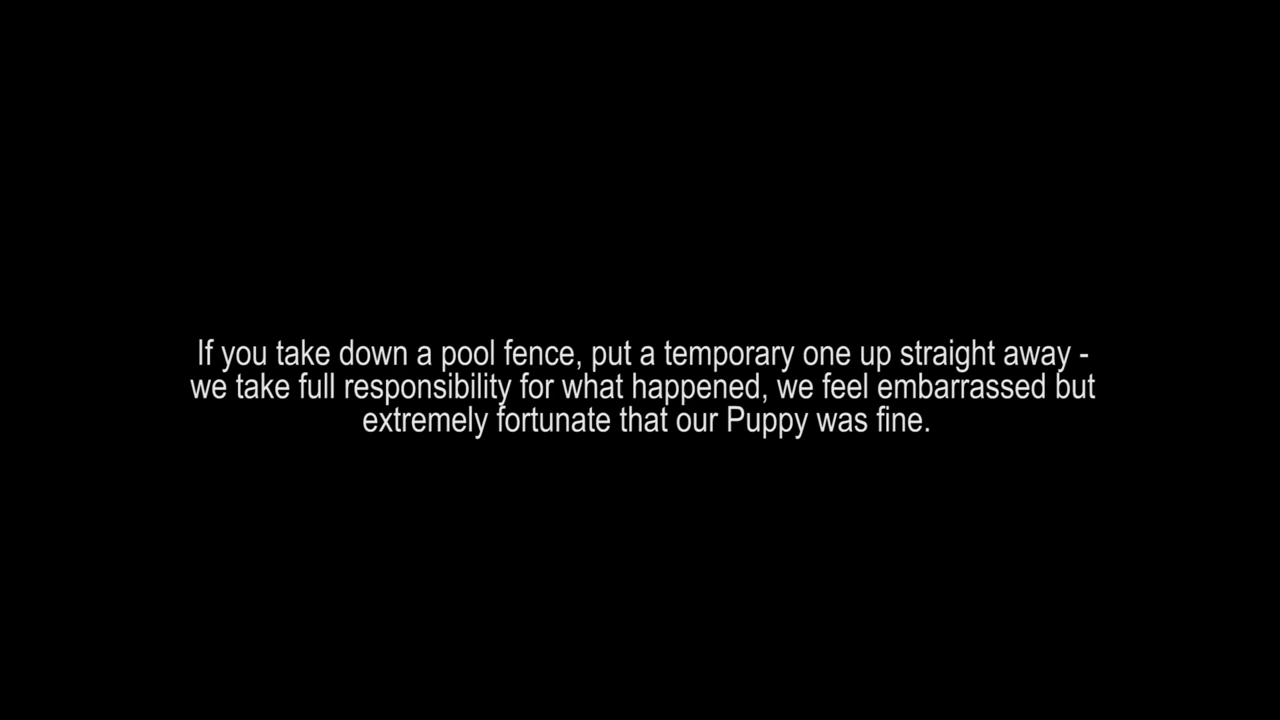 If you take down a pool fence, put a temporary one up straight away -
we take full responsibility for what happened, we feel embarrassed but
extremely fortunate that our Puppy was fine.